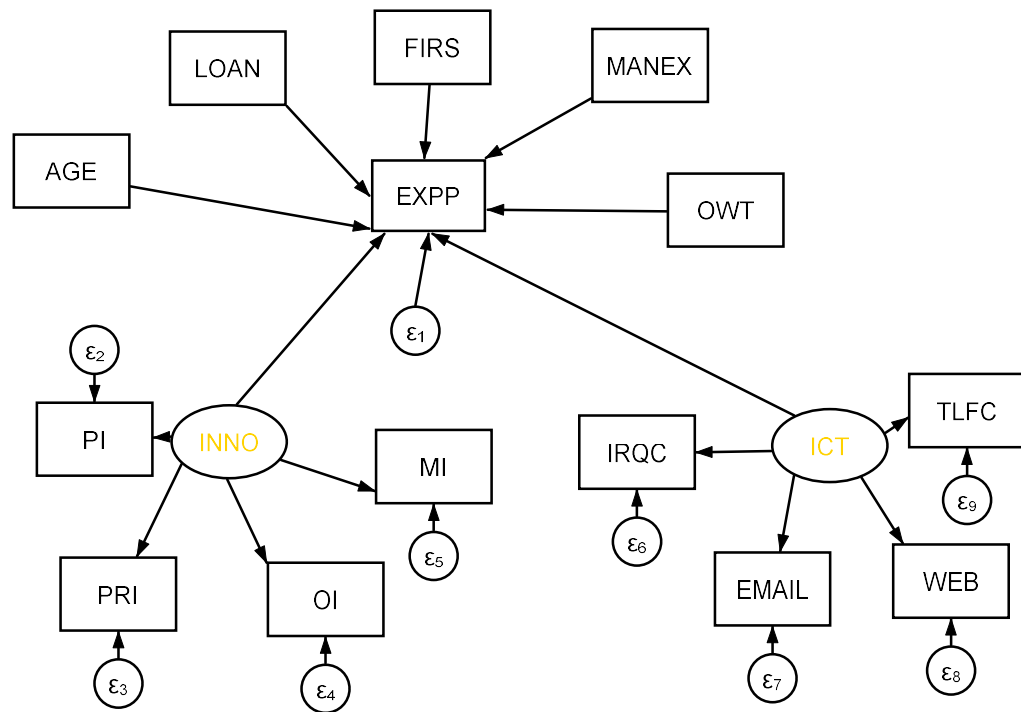 FIRS
LOAN
MANEX
AGE
EXPP
OWT
ε1
ε2
TLFC
PI
INNO
ICT
MI
IRQC
ε9
ε6
ε5
PRI
OI
EMAIL
WEB
ε3
ε4
ε7
ε8